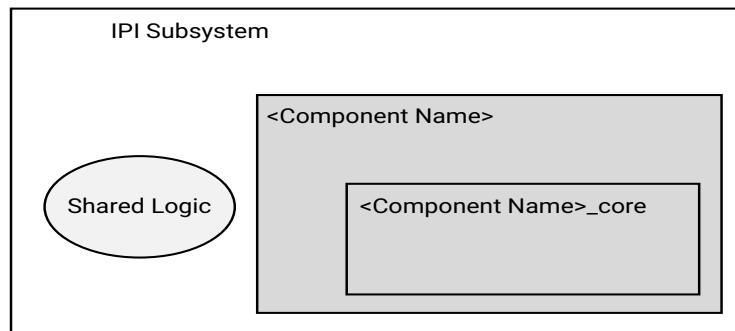 IPI Subsystem
<Component Name>
Shared Logic
<Component Name>_core